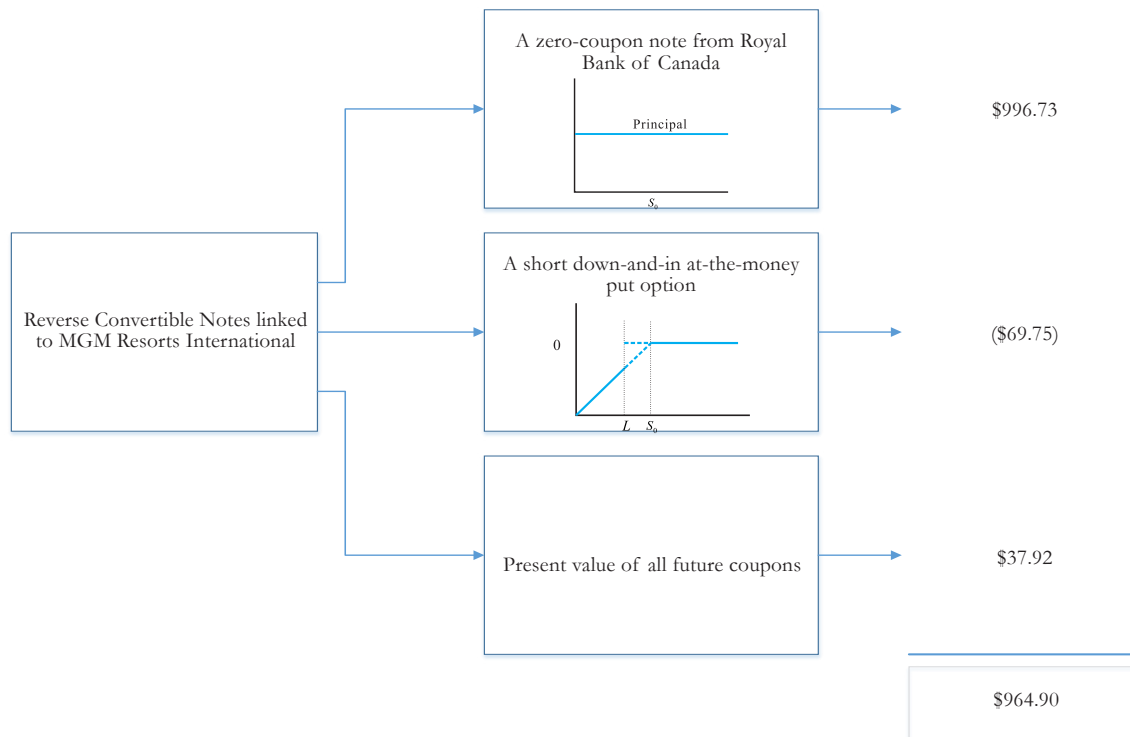 A zero-coupon note from Royal
Bank of Canada
Principal
S₀
$996.73
Reverse Convertible Notes linked
to MGM Resorts International
A short down-and-in at-the-money
put option
0
L S₀
($69.75)
Present value of all future coupons
$37.92
$964.90